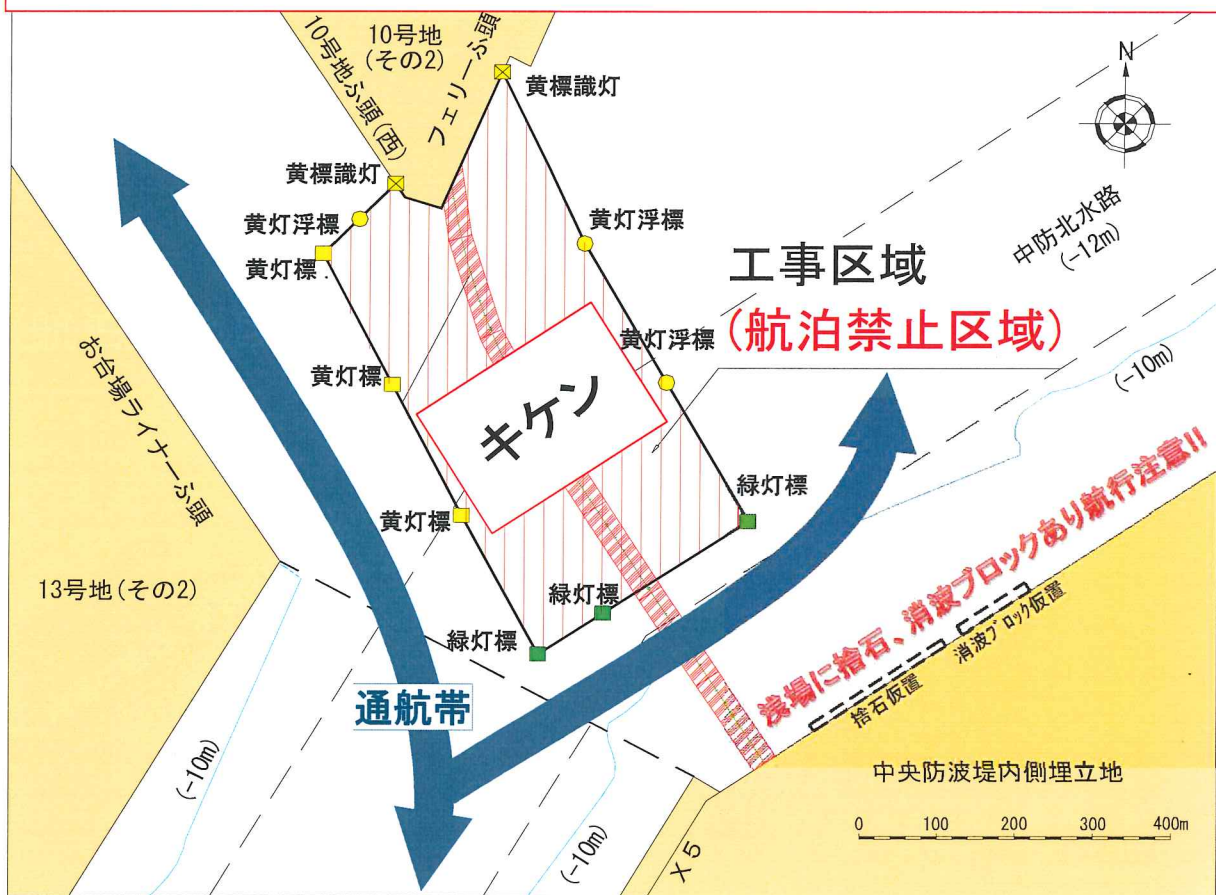 10号地
(その2)
10号地ふ頭(西)
フェリーふ頭
黄標識灯
N
黄標識灯
黄灯浮標
黄灯標
黄灯浮標
工事区域
(航泊禁止区域)
中防北水路
(-12m)
黄灯浮標
(-10m)
お台場ライナーふ頭
黄灯標
キケン
黄灯標
緑灯標
13号地(その2)
緑灯標
緑灯標
浅場に捨石、消波ブロックあり航行注意!!
消波ブロック仮置
捨石仮置
通航帯
(-10m)
(-10m)
X5
中央防波堤内側埋立地
0 100 200 300 400m